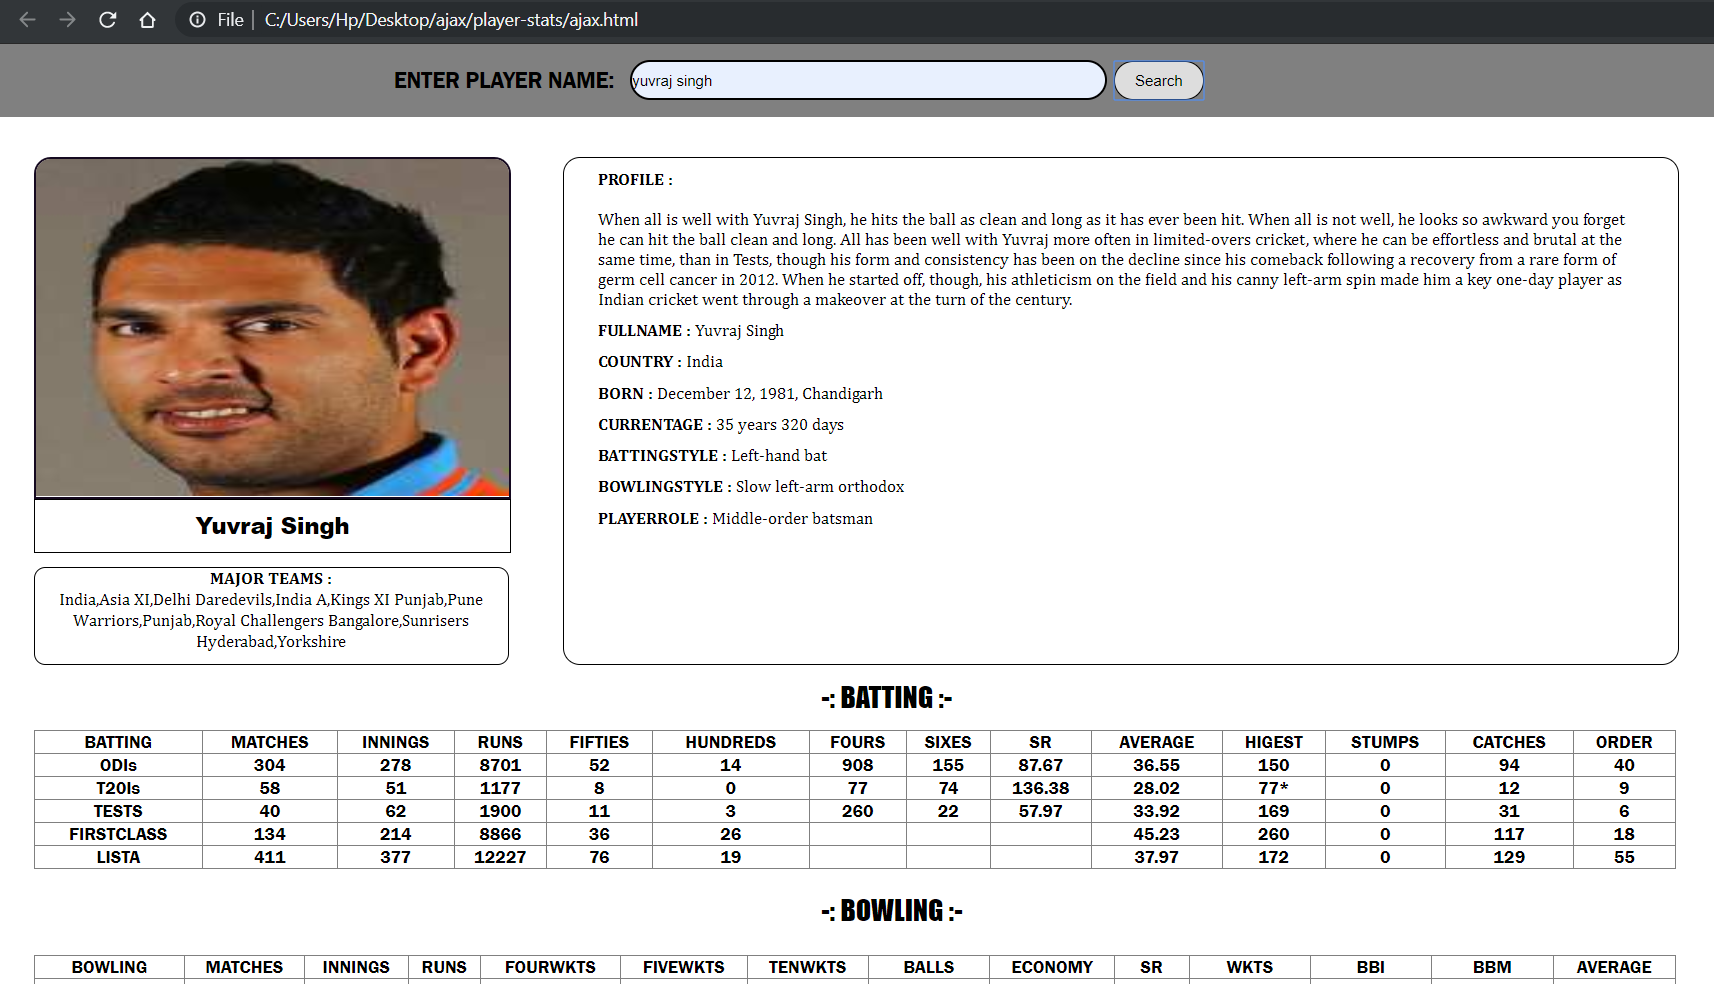 File | C:/Users/Hp/Desktop/ajax/player-stats/ajax.html
ENTER PLAYER NAME: yuvraj singh Search
PROFILE :
When all is well with Yuvraj Singh, he hits the ball as clean and long as it has ever been hit. When all is not well, he looks so awkward you forget
he can hit the ball clean and long. All has been well with Yuvraj more often in limited-overs cricket, where he can be effortless and brutal at the
same time, than in Tests, though his form and consistency has been on the decline since his comeback following a recovery from a rare form of
germ cell cancer in 2012. When he started off, though, his athleticism on the field and his canny left-arm spin made him a key one-day player as
Indian cricket went through a makeover at the turn of the century.
FULLNAME : Yuvraj Singh
COUNTRY : India
BORN : December 12, 1981, Chandigarh
CURRENTAGE : 35 years 320 days
BATTINGSTYLE : Left-hand bat
BOWLINGSTYLE : Slow left-arm orthodox
PLAYERROLE : Middle-order batsman
Yuvraj Singh
MAJOR TEAMS :
India,Asia XI,Delhi Daredevils,India A,Kings XI Punjab,Pune
Warriors,Punjab,Royal Challengers Bangalore,Sunrisers
Hyderabad,Yorkshire
-: BATTING :-
BATTING MATCHES INNINGS RUNS FIFTIES HUNDREDS FOURS SIXES SR AVERAGE HIGEST STUMPS CATCHES ORDER
ODIs 304 278 8701 52 14 908 155 87.67 36.55 150 0 94 40
T20Is 58 51 1177 8 0 77 74 136.38 28.02 77* 0 12 9
TESTS 40 62 1900 11 3 260 22 57.97 33.92 169 0 31 6
FIRSTCLASS 134 214 8866 36 26 45.23 260 0 117 18
LISTA 411 377 12227 76 19 37.97 172 0 129 55
-: BOWLING :-
BOWLING MATCHES INNINGS RUNS FOURWKTS FIVEWKTS TENWKTS BALLS ECONOMY SR WKTS BBI BBM AVERAGE